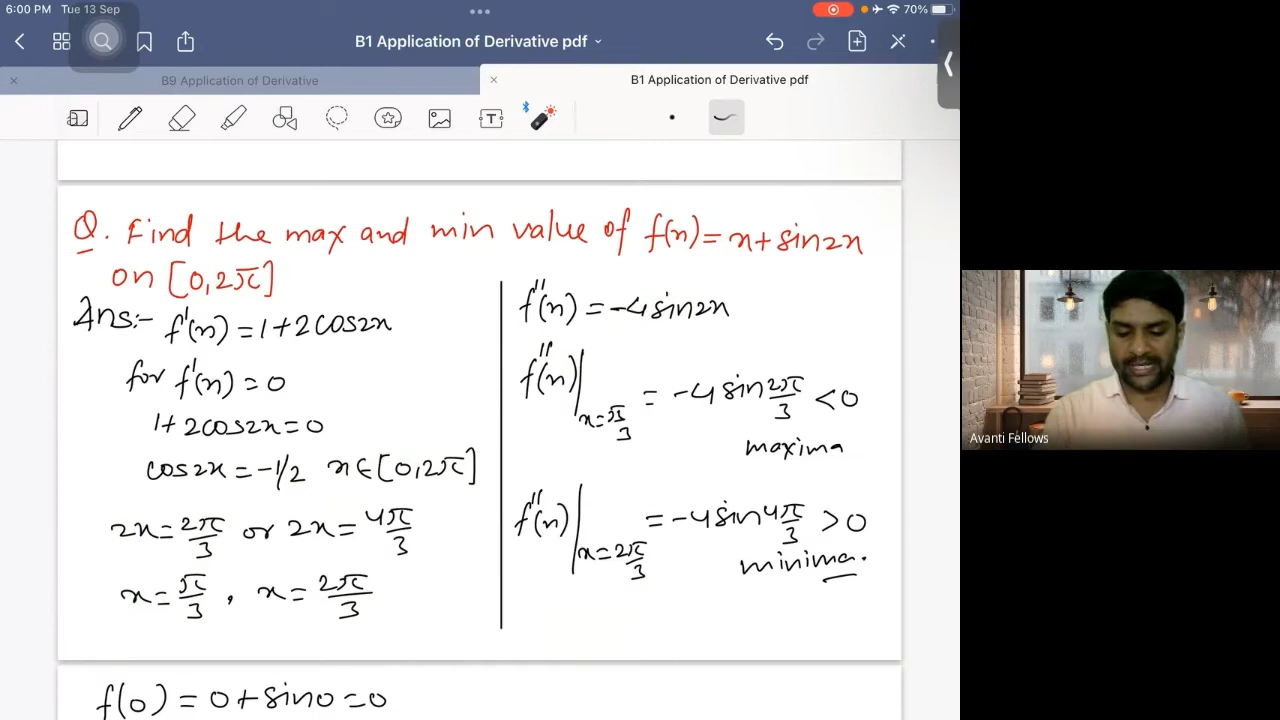 6:00 PM Tue 13 Sep
70%
B1 Application of Derivative pdf
B9 Application of Derivative
B1 Application of Derivative pdf
Q. Find the max and min value of f(x) = x + sin2x
on [0, 2π]
Ans:- f'(x) = 1 + 2cos2x
for f'(x) = 0
1 + 2cos2x = 0
cos2x = -1/2 x ∈ [0, 2π]
2x = 2π/3 or 2x = 4π/3
x = π/3 , x = 2π/3
f''(x) = -4 sin2x
f''(x)|x=π/3 = -4 sin 2π/3 < 0
maxima
f''(x)|x=2π/3 = -4 sin 4π/3 > 0
minima.
f(0) = 0 + sin0 = 0
Avanti Fellows